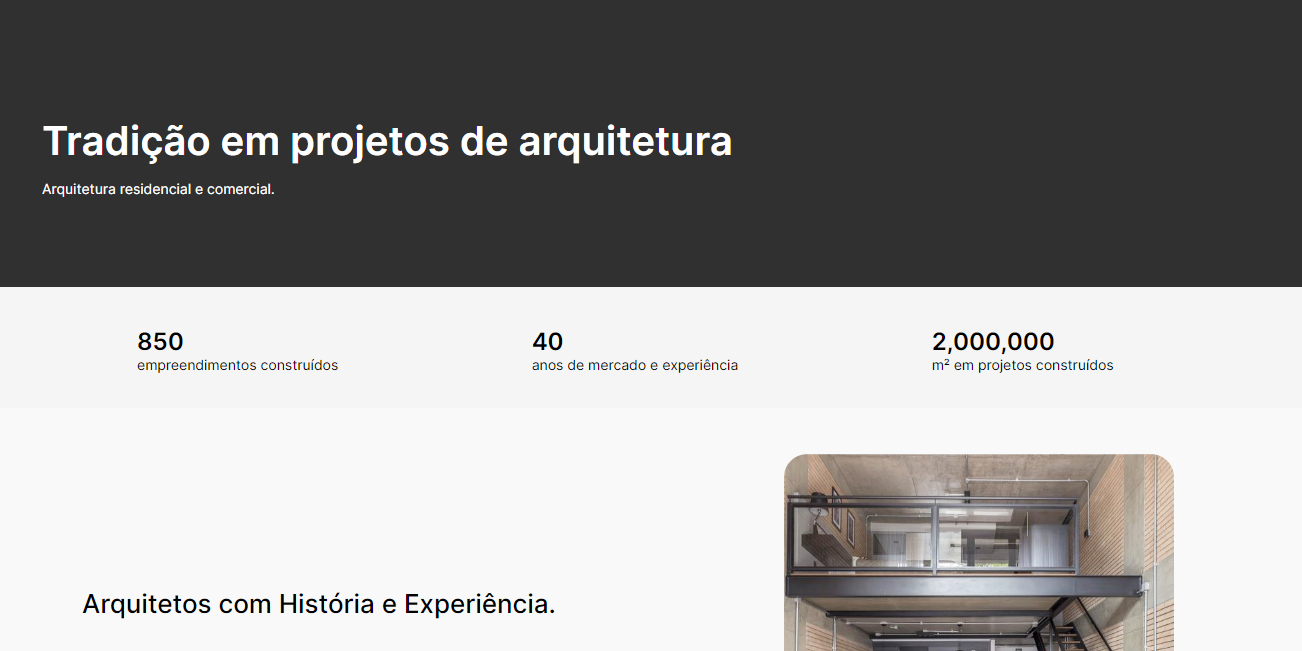 Tradição em projetos de arquitetura
Arquitetura residencial e comercial.
850
empreendimentos construídos
40
anos de mercado e experiência
2,000,000
m² em projetos construídos
Arquitetos com História e Experiência.